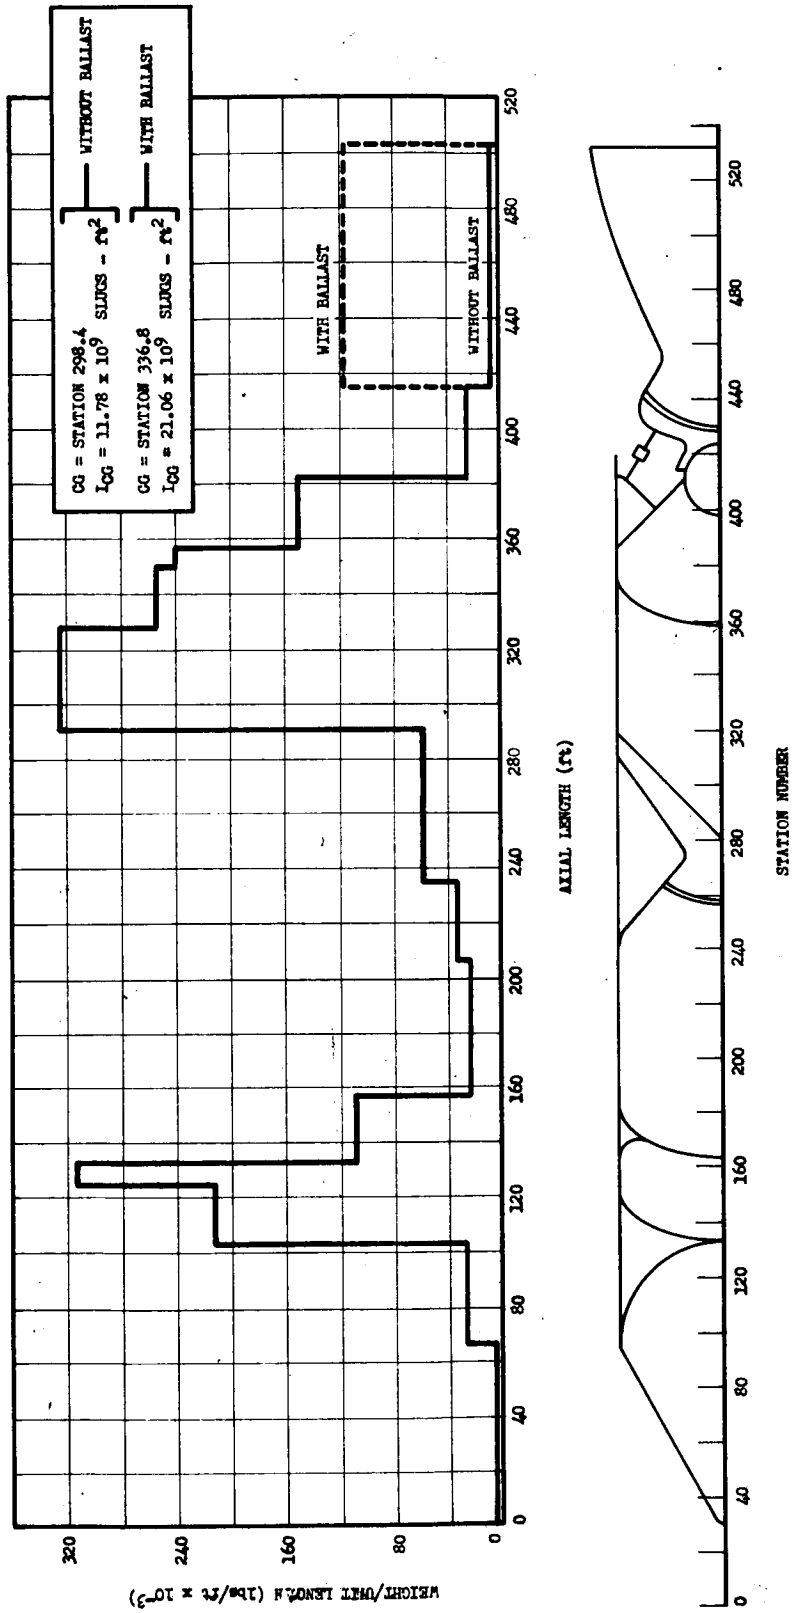 CG = STATION 298.4
I_CG = 11.78 x 10^9 SLUGS - ft^2
WITHOUT BALLAST
CG = STATION 336.8
I_CG = 21.06 x 10^9 SLUGS - ft^2
WITH BALLAST
WEIGHT/UNIT LENGTH (lbs/ft x 10^-3)
320
240
160
80
0
WITH BALLAST
WITHOUT BALLAST
0 40 80 120 160 200 240 280 320 360 400 440 480 520
AXIAL LENGTH (ft)
0 40 80 120 160 200 240 280 320 360 400 440 480 520
STATION NUMBER